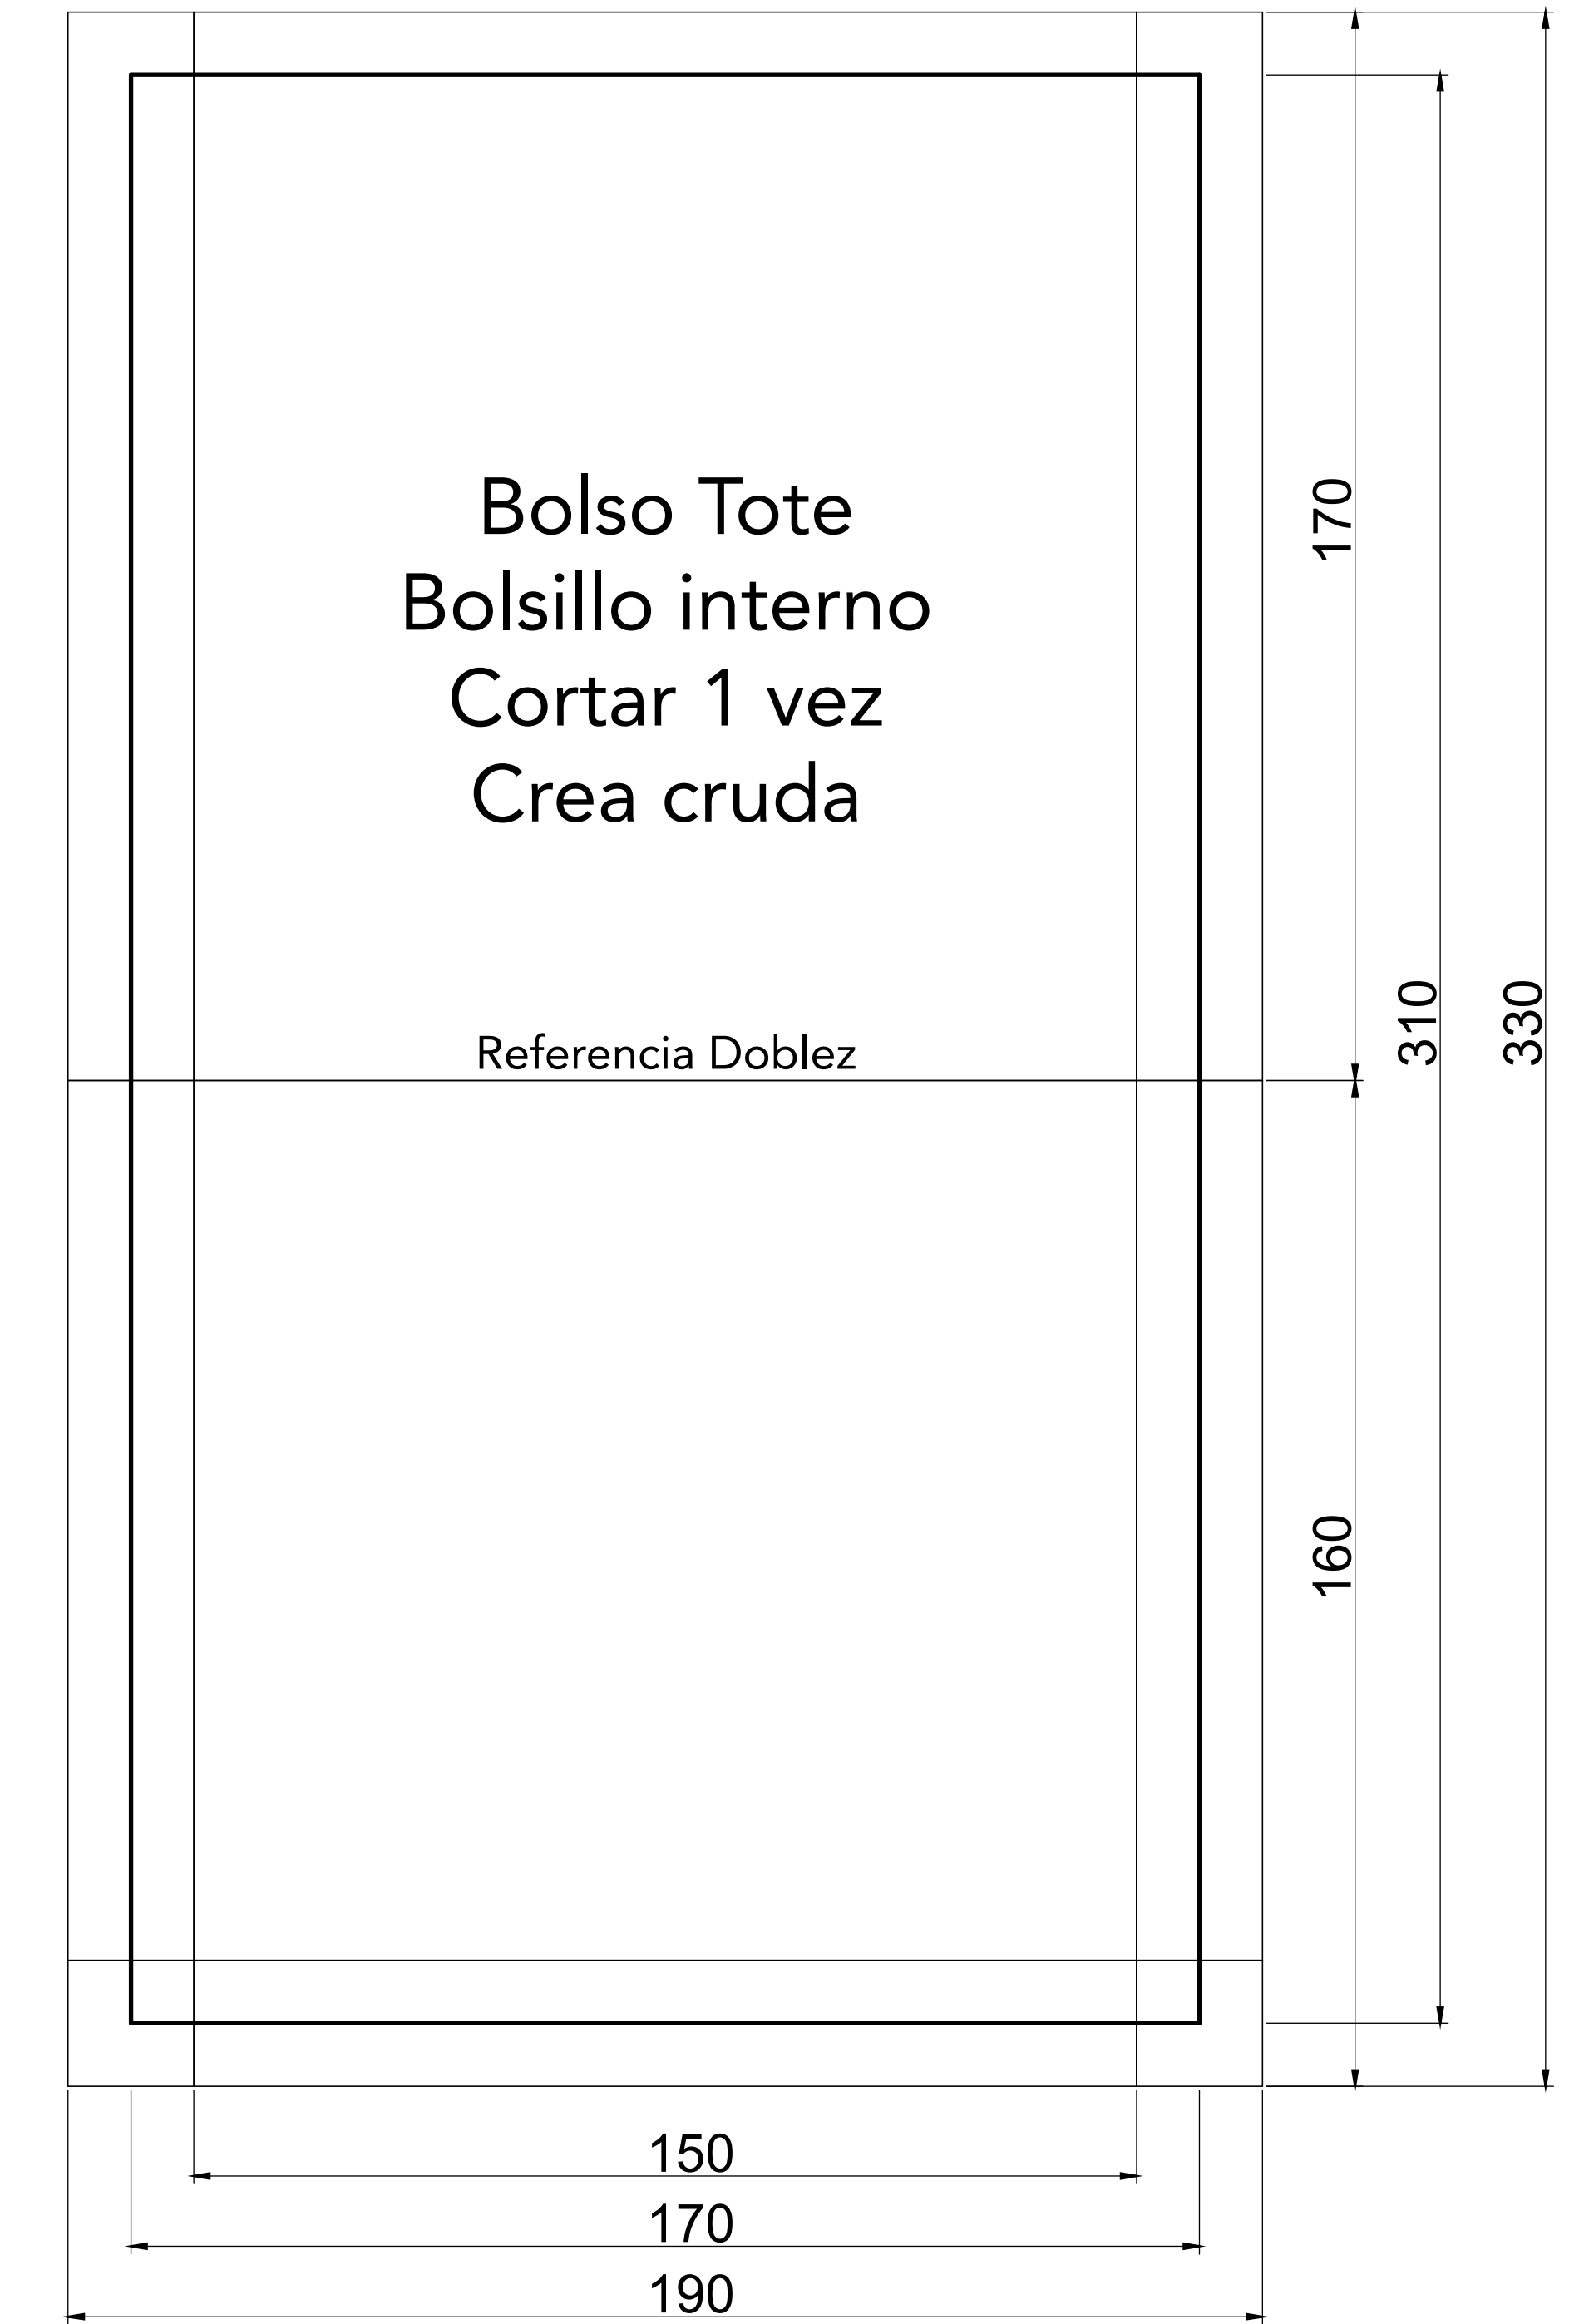 Bolso Tote
Bolsillo interno
Cortar 1 vez
Crea cruda
Referencia Doblez
170
310
330
160
150
170
190